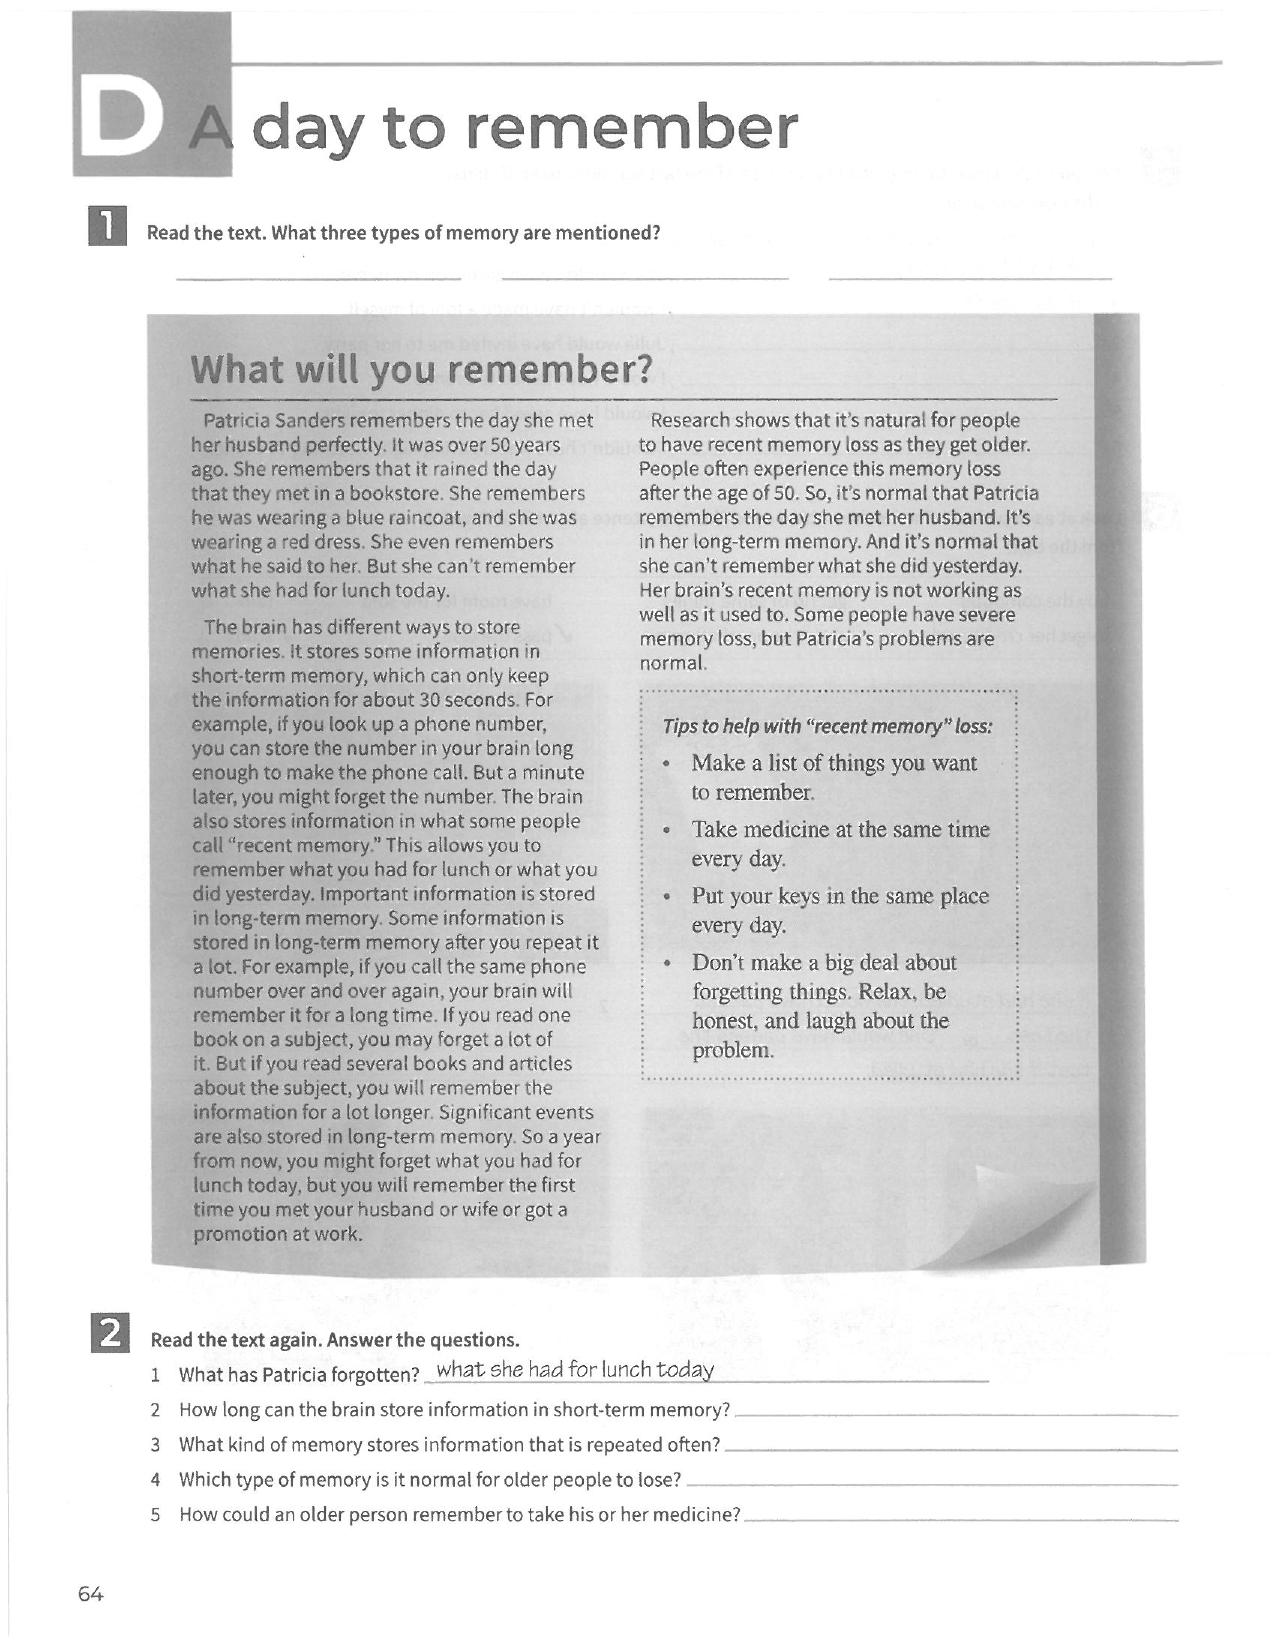 D A day to remember
1 Read the text. What three types of memory are mentioned?
What will you remember?
Patricia Sanders remembers the day she met
her husband perfectly. It was over 50 years
ago. She remembers that it rained the day
that they met in a bookstore. She remembers
he was wearing a blue raincoat, and she was
wearing a red dress. She even remembers
what he said to her. But she can't remember
what she had for lunch today.
The brain has different ways to store
memories. It stores some information in
short-term memory, which can only keep
the information for about 30 seconds. For
example, if you look up a phone number,
you can store the number in your brain long
enough to make the phone call. But a minute
later, you might forget the number. The brain
also stores information in what some people
call "recent memory." This allows you to
remember what you had for lunch or what you
did yesterday. Important information is stored
in long-term memory. Some information is
stored in long-term memory after you repeat it
a lot. For example, if you call the same phone
number over and over again, your brain will
remember it for a long time. If you read one
book on a subject, you may forget a lot of
it. But if you read several books and articles
about the subject, you will remember the
information for a lot longer. Significant events
are also stored in long-term memory. So a year
from now, you might forget what you had for
lunch today, but you will remember the first
time you met your husband or wife or got a
promotion at work.
Research shows that it's natural for people
to have recent memory loss as they get older.
People often experience this memory loss
after the age of 50. So, it's normal that Patricia
remembers the day she met her husband. It's
in her long-term memory. And it's normal that
she can't remember what she did yesterday.
Her brain's recent memory is not working as
well as it used to. Some people have severe
memory loss, but Patricia's problems are
normal.
Tips to help with "recent memory" loss:
• Make a list of things you want
to remember.
• Take medicine at the same time
every day.
• Put your keys in the same place
every day.
• Don't make a big deal about
forgetting things. Relax, be
honest, and laugh about the
problem.
2 Read the text again. Answer the questions.
1 What has Patricia forgotten? what she had for lunch today
2 How long can the brain store information in short-term memory?
3 What kind of memory stores information that is repeated often?
4 Which type of memory is it normal for older people to lose?
5 How could an older person remember to take his or her medicine?
64